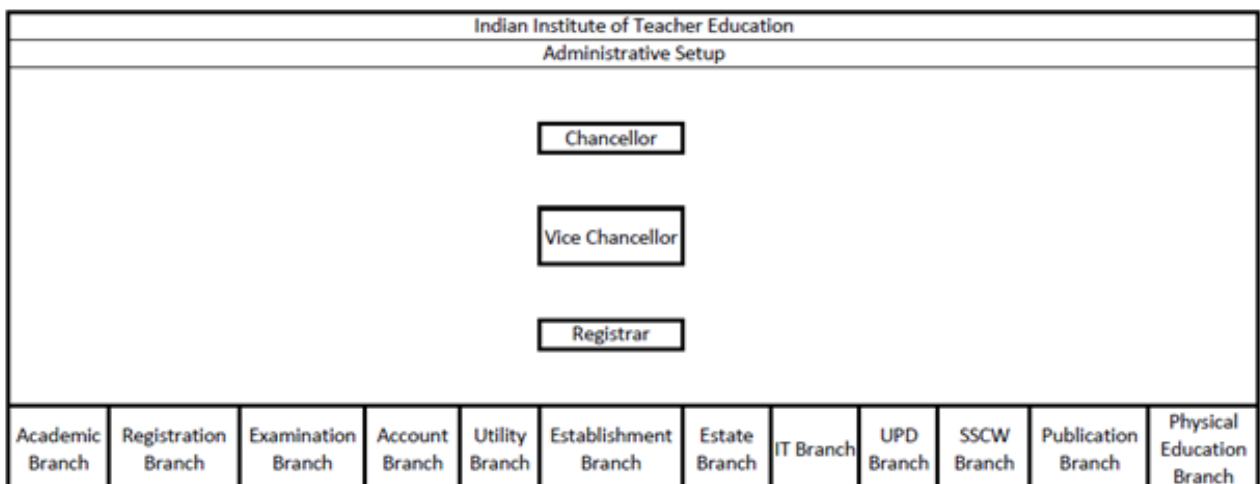 Indian Institute of Teacher Education
Administrative Setup
Chancellor
Vice Chancellor
Registrar
Academic
Branch
Registration
Branch
Examination
Branch
Account
Branch
Utility
Branch
Establishment
Branch
Estate
Branch
IT Branch
UPD
Branch
SSCW
Branch
Publication
Branch
Physical
Education
Branch